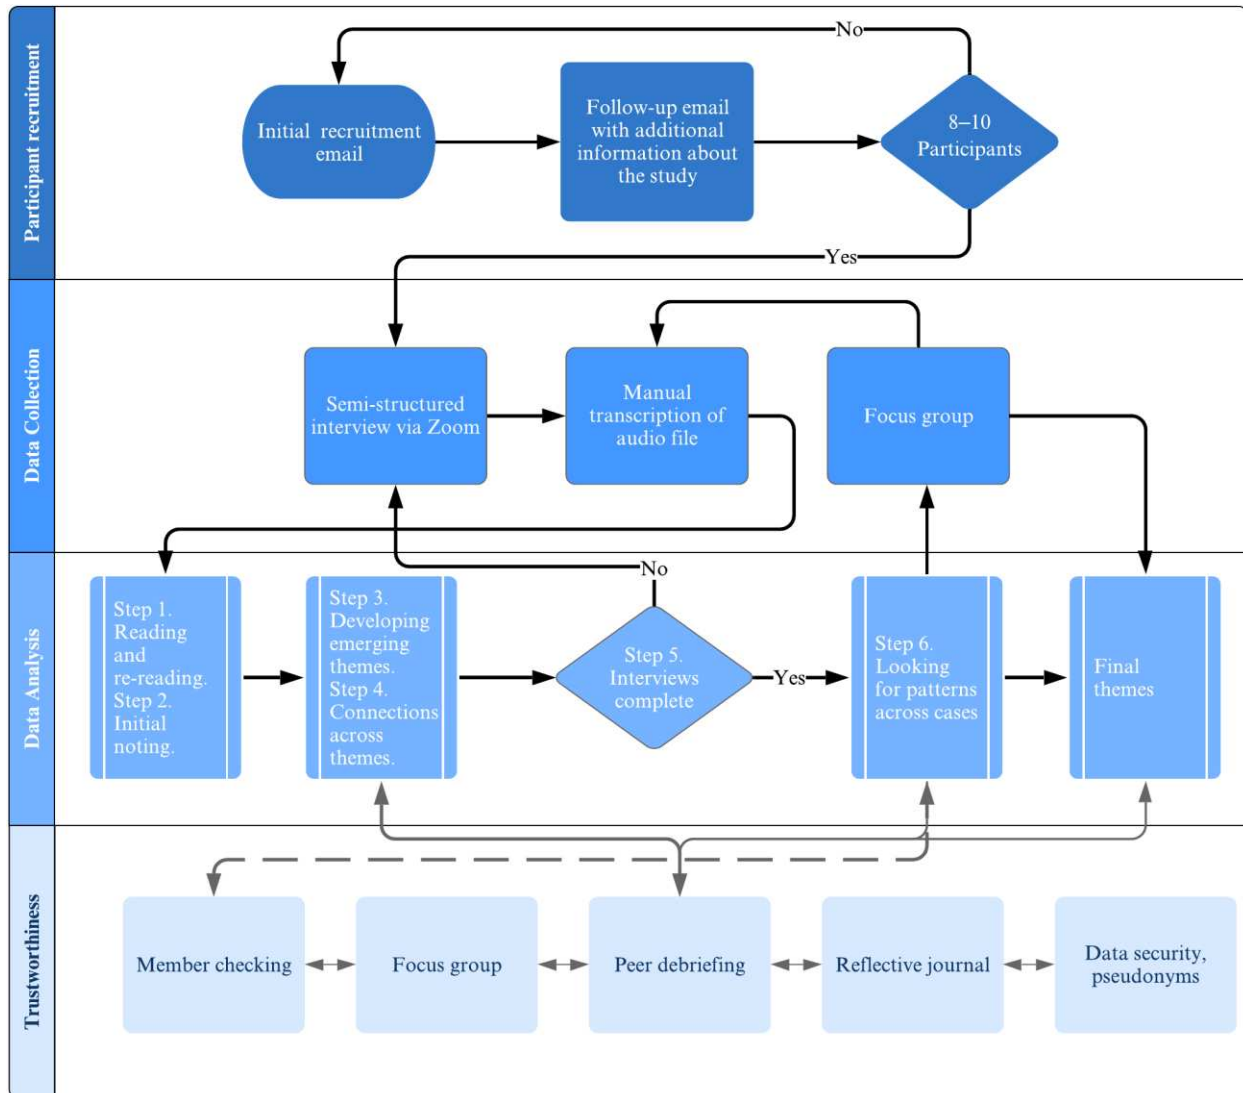 Participant recruitment
No
Initial recruitment
email
Follow-up email
with additional
information about
the study
8–10
Participants
Yes
Data Collection
Semi-structured
interview via Zoom
Manual
transcription of
audio file
Focus group
Data Analysis
No
Step 1.
Reading
and
re-reading.
Step 2.
Initial
noting.
Step 3.
Developing
emerging
themes.
Step 4.
Connections
across
themes.
Step 5.
Interviews
complete
Yes
Step 6.
Looking
for patterns
across cases
Final
themes
Trustworthiness
Member checking
Focus group
Peer debriefing
Reflective journal
Data security,
pseudonyms